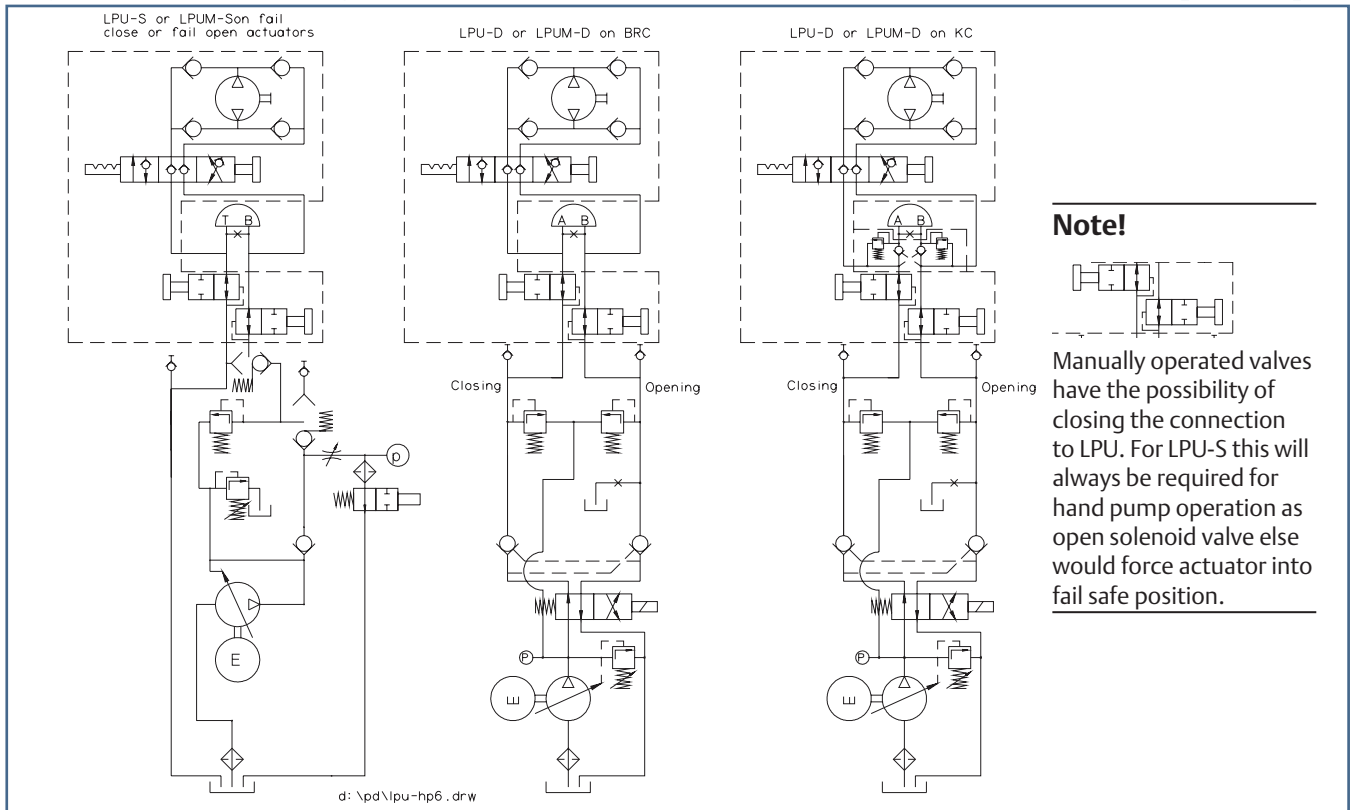 LPU-S or LPUM-Son fail
close or fail open actuators
T B
p
E
d:\pd\lpu-hp6.drw
LPU-D or LPUM-D on BRC
A B
Closing
Opening
P
E
LPU-D or LPUM-D on KC
A B
Closing
Opening
P
E
Note!
Manually operated valves
have the possibility of
closing the connection
to LPU. For LPU-S this will
always be required for
hand pump operation as
open solenoid valve else
would force actuator into
fail safe position.